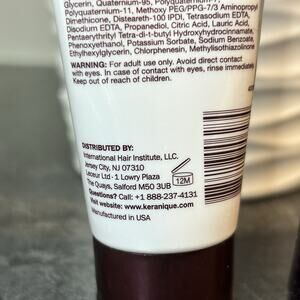 Glycerin, Quaternium-95, Propanediol,
Polyquaternium-11, Methoxy PEG/PPG-7/3 Aminopropyl
Dimethicone, Disteareth-100 IPDI, Tetrasodium EDTA,
Disodium EDTA, Propanediol, Citric Acid, Lauric Acid,
Pentaerythrityl Tetra-di-t-butyl Hydroxyhydrocinnamate,
Phenoxyethanol, Potassium Sorbate, Sodium Benzoate,
Ethylhexylglycerin, Chlorphenesin, Methylisothiazolinone
WARNING: For adult use only. Avoid direct contact
with eyes. In case of contact with eyes, rinse immediately.
Keep out of reach of children.
DISTRIBUTED BY:
International Hair Institute, LLC.
Jersey City, NJ 07310
Leceur Ltd · 1 Lowry Plaza
The Quays, Salford M50 3UB
12M
Questions? Call: +1 888-237-4131
Visit website: www.keranique.com
Manufactured in USA